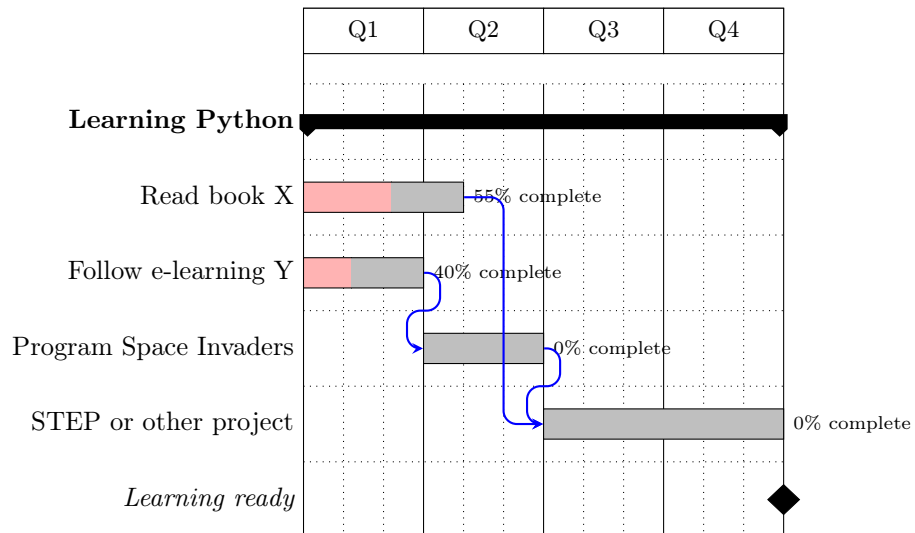 Q1 Q2 Q3 Q4
Learning Python
Read book X 55% complete
Follow e-learning Y 40% complete
Program Space Invaders 0% complete
STEP or other project 0% complete
Learning ready